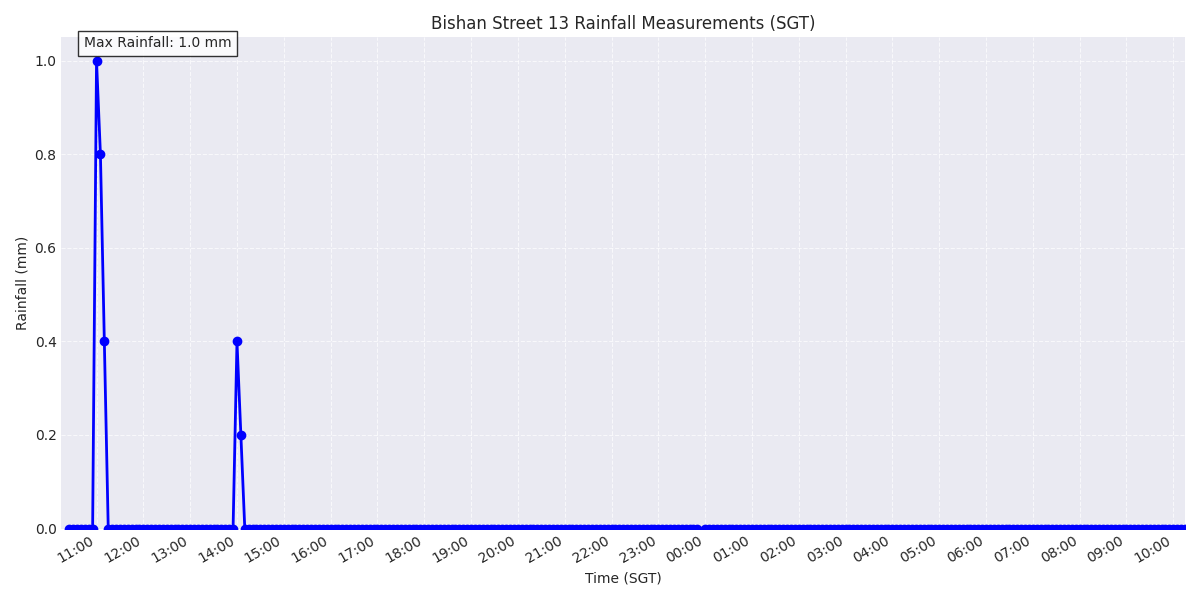 Bishan Street 13 Rainfall Measurements (SGT)
Max Rainfall: 1.0 mm
1.0
0.8
0.6
0.4
0.2
0.0
Rainfall (mm)
11:00 12:00 13:00 14:00 15:00 16:00 17:00 18:00 19:00 20:00 21:00 22:00 23:00 00:00 01:00 02:00 03:00 04:00 05:00 06:00 07:00 08:00 09:00 10:00
Time (SGT)